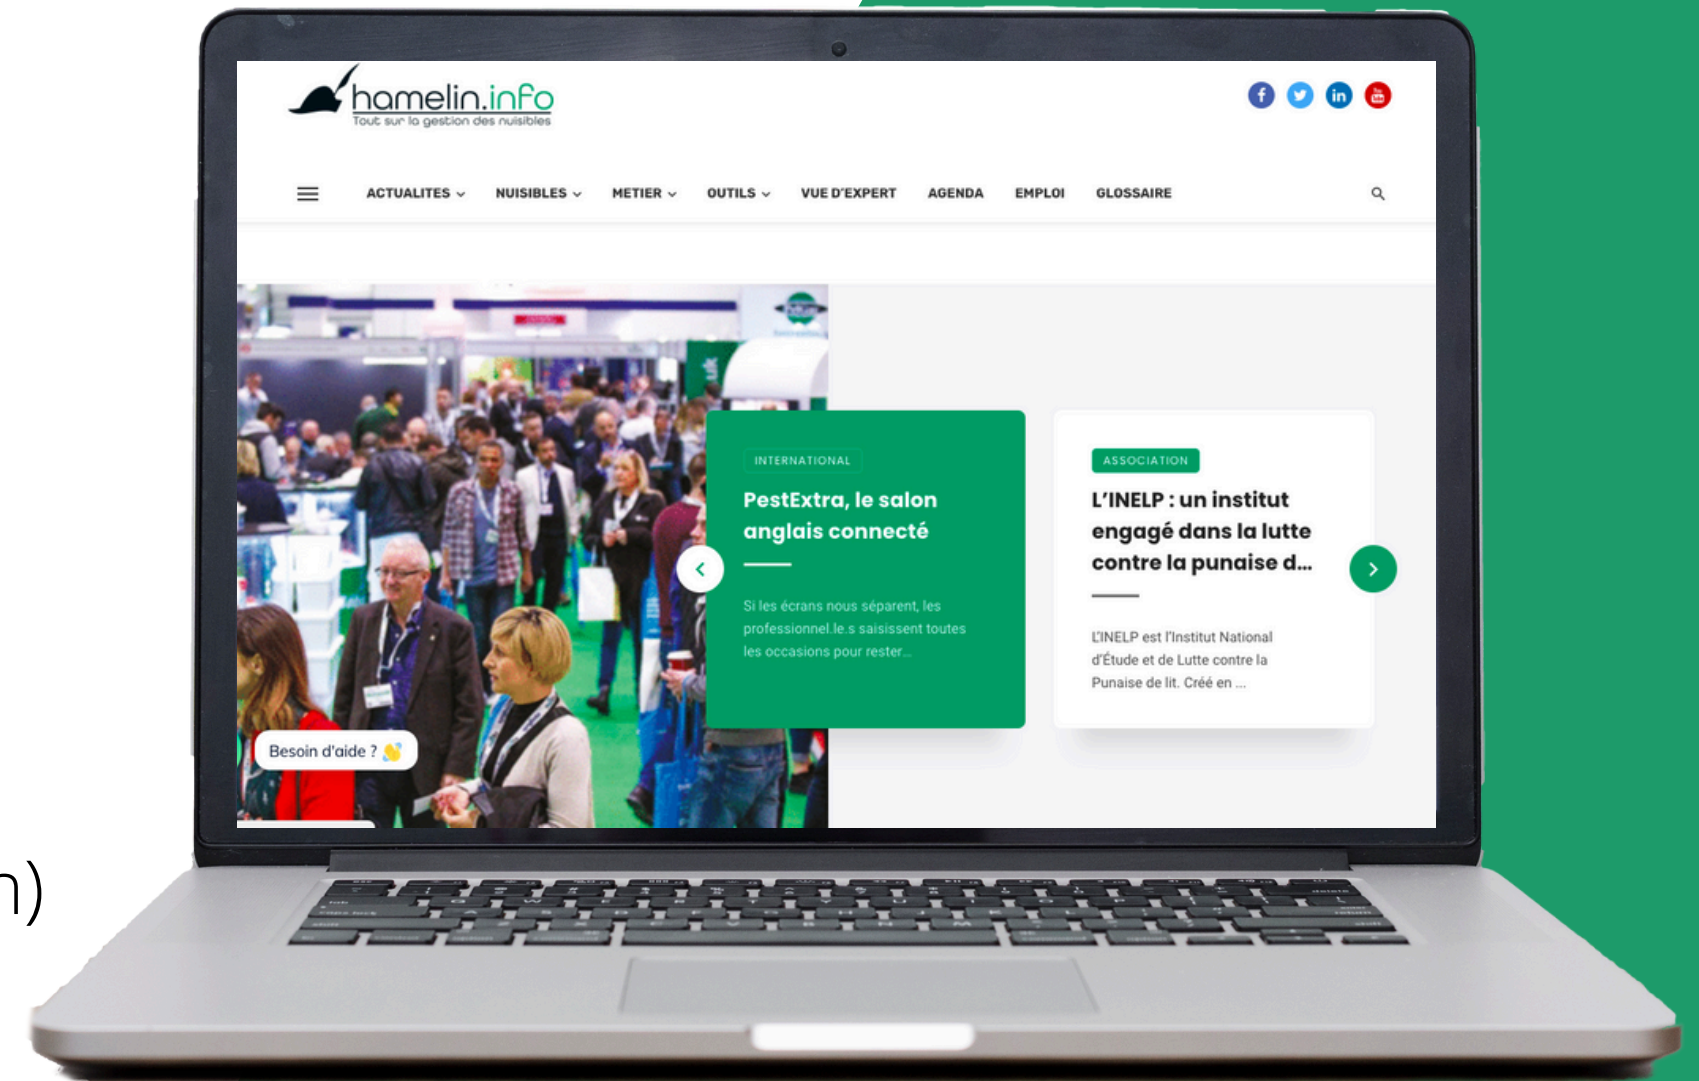 hamelin.info
Tout sur la gestion des nuisibles
ACTUALITES NUISIBLES METIER OUTILS VUE D'EXPERT AGENDA EMPLOI GLOSSAIRE
uk
INTERNATIONAL
PestExtra, le salon
anglais connecté
Si les écrans nous séparent, les
professionnel.le.s saisissent toutes
les occasions pour rester...
ASSOCIATION
L'INELP : un institut
engagé dans la lutte
contre la punaise d...
L'INELP est l'Institut National
d'Étude et de Lutte contre la
Punaise de lit. Créé en ...
Besoin d'aide ? 👋
n)